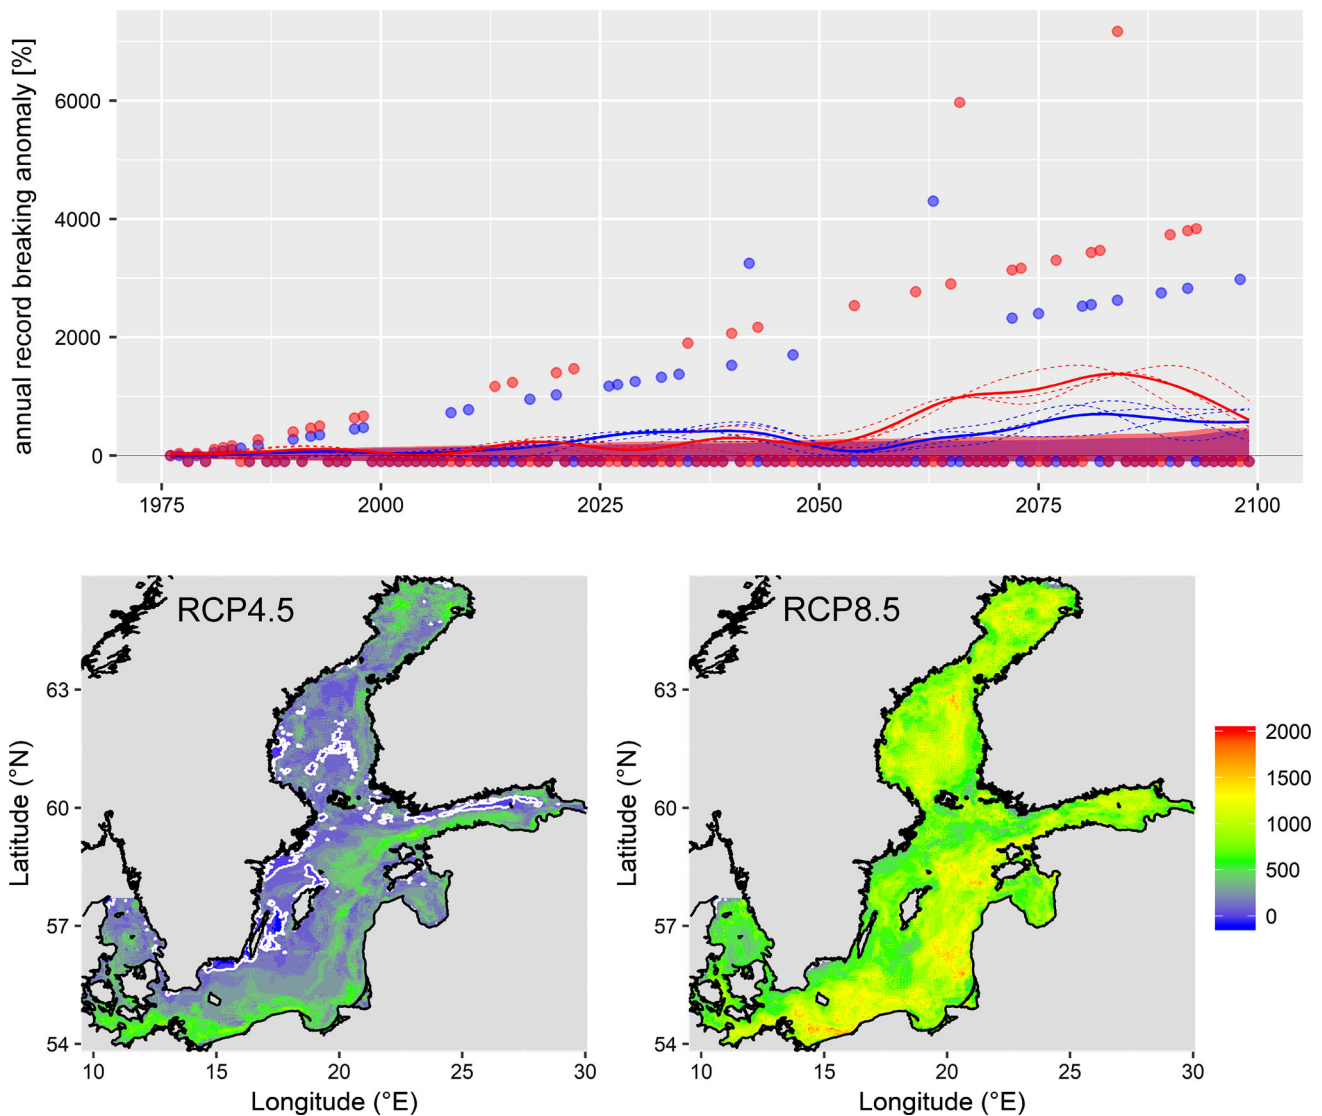 annual record breaking anomaly [%]
6000
4000
2000
0
1975 2000 2025 2050 2075 2100
RCP4.5
RCP8.5
Latitude (°N)
63
60
57
54
10 15 20 25 30
Longitude (°E)
Latitude (°N)
63
60
57
54
10 15 20 25 30
Longitude (°E)
2000
1500
1000
500
0